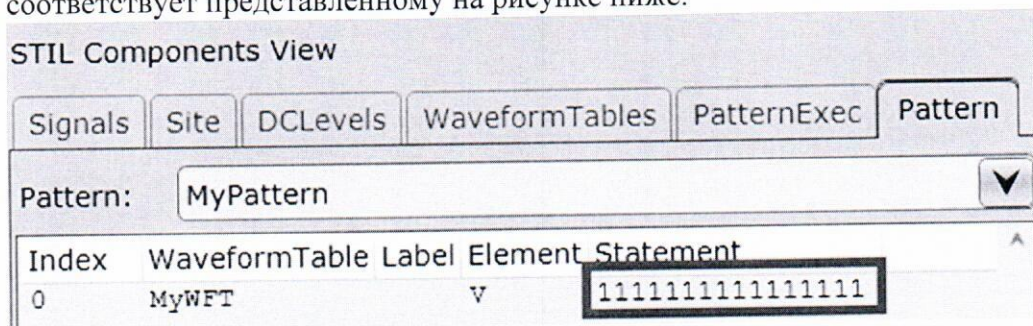 соответствует представленному на рисунке ниже.
STIL Components View
Signals Site DCLevels WaveformTables PatternExec Pattern
Pattern: MyPattern
Index WaveformTable Label Element Statement
0 MyWFT V 1111111111111111